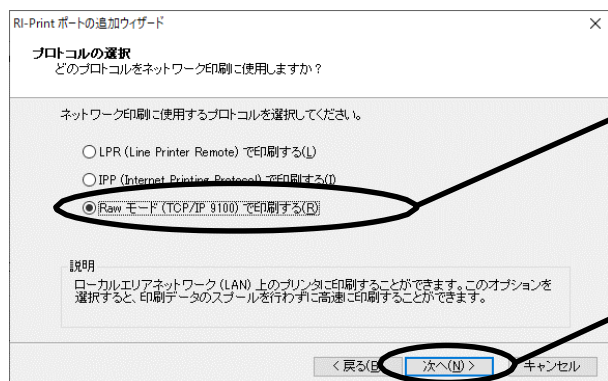 RI-Print ポートの追加ウィザード
プロトコルの選択
どのプロトコルをネットワーク印刷に使用しますか？
ネットワーク印刷に使用するプロトコルを選択してください。
LPR (Line Printer Remote) で印刷する(L)
IPP (Internet Printing Protocol) で印刷する(I)
Raw モード (TCP/IP 9100) で印刷する(R)
説明
ローカルエリアネットワーク (LAN) 上のプリンタに印刷することができます。このオプションを
選択すると、印刷データのスプールを行わずに高速に印刷することができます。
< 戻る(B 次へ(N) > キャンセル